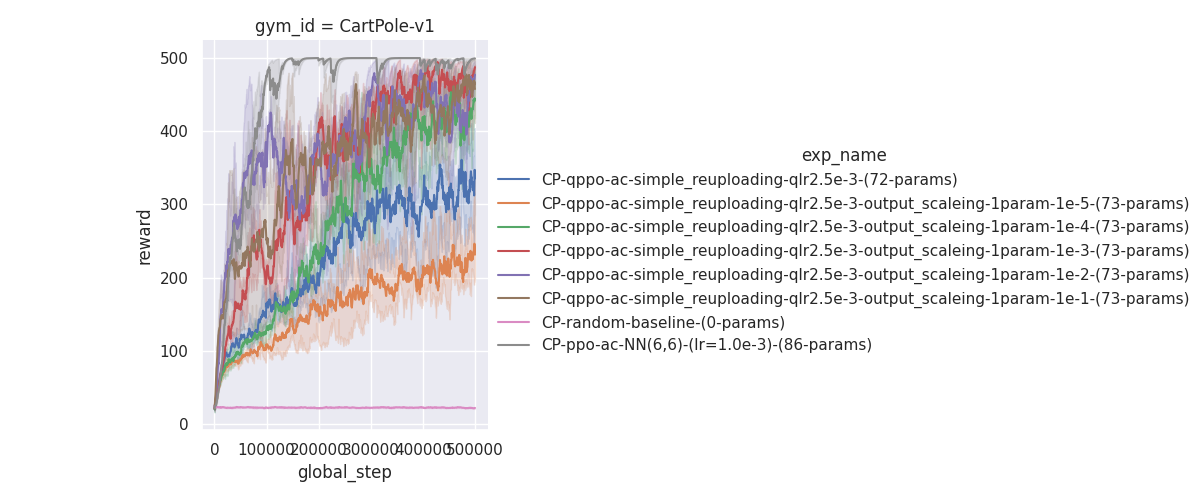 gym_id = CartPole-v1
500
400
300
200
100
0
reward
0
100000
200000
300000
400000
500000
global_step
exp_name
CP-qppo-ac-simple_reuploading-qlr2.5e-3-(72-params)
CP-qppo-ac-simple_reuploading-qlr2.5e-3-output_scaleing-1param-1e-5-(73-params)
CP-qppo-ac-simple_reuploading-qlr2.5e-3-output_scaleing-1param-1e-4-(73-params)
CP-qppo-ac-simple_reuploading-qlr2.5e-3-output_scaleing-1param-1e-3-(73-params)
CP-qppo-ac-simple_reuploading-qlr2.5e-3-output_scaleing-1param-1e-2-(73-params)
CP-qppo-ac-simple_reuploading-qlr2.5e-3-output_scaleing-1param-1e-1-(73-params)
CP-random-baseline-(0-params)
CP-ppo-ac-NN(6,6)-(lr=1.0e-3)-(86-params)